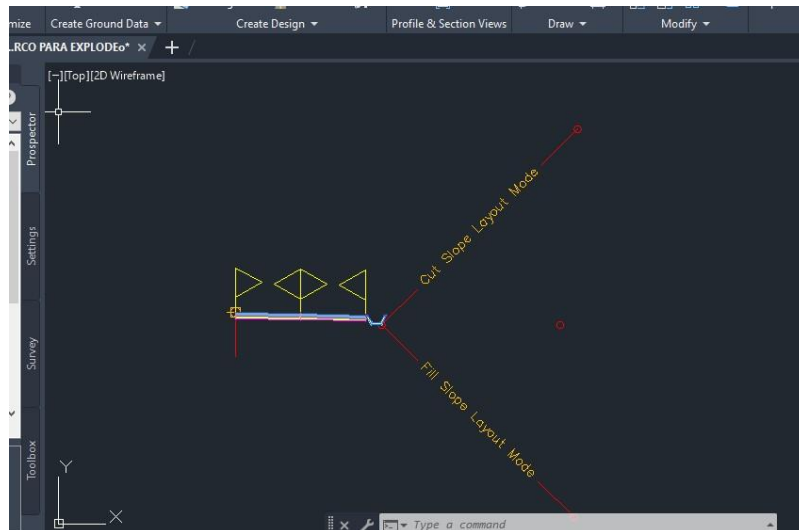 mize Create Ground Data Create Design Profile & Section Views Draw Modify
.RCO PARA EXPLODEo* × +
[−][Top][2D Wireframe]
Prospector
Settings
Survey
Toolbox
Cut Slope Layout Mode
Fill Slope Layout Mode
Y
X
Type a command